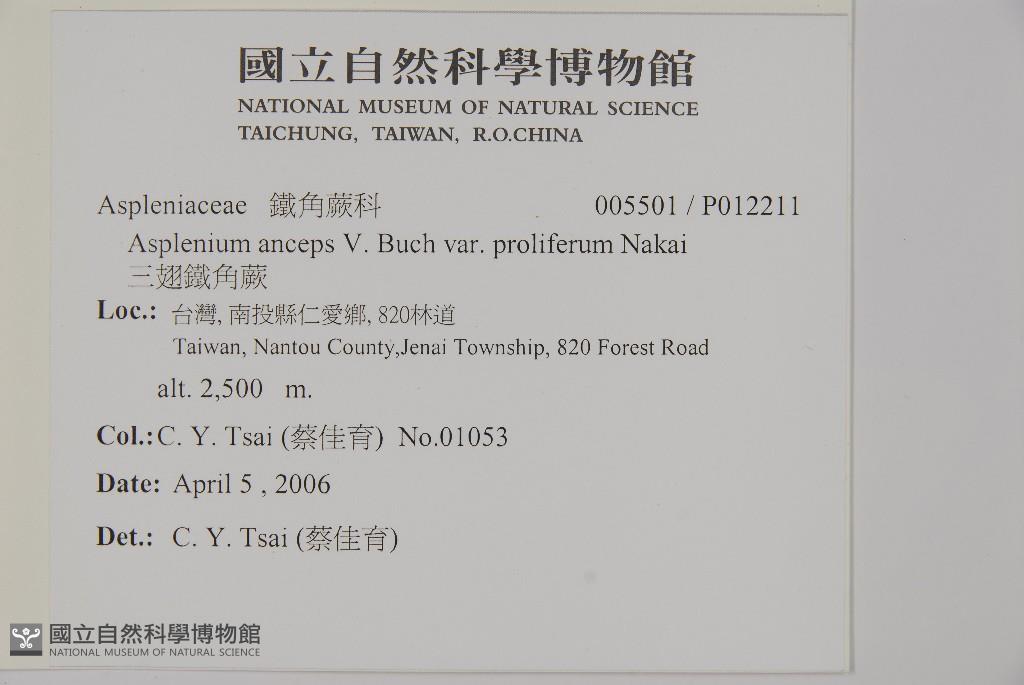 國立自然科學博物館
NATIONAL MUSEUM OF NATURAL SCIENCE
TAICHUNG, TAIWAN, R.O.CHINA
Aspleniaceae 鐵角蕨科 005501 / P012211
Asplenium anceps V. Buch var. proliferum Nakai
三翅鐵角蕨
Loc.: 台灣, 南投縣仁愛鄉, 820林道
Taiwan, Nantou County,Jenai Township, 820 Forest Road
alt. 2,500 m.
Col.: C. Y. Tsai (蔡佳育) No.01053
Date: April 5 , 2006
Det.: C. Y. Tsai (蔡佳育)
國立自然科學博物館
NATIONAL MUSEUM OF NATURAL SCIENCE